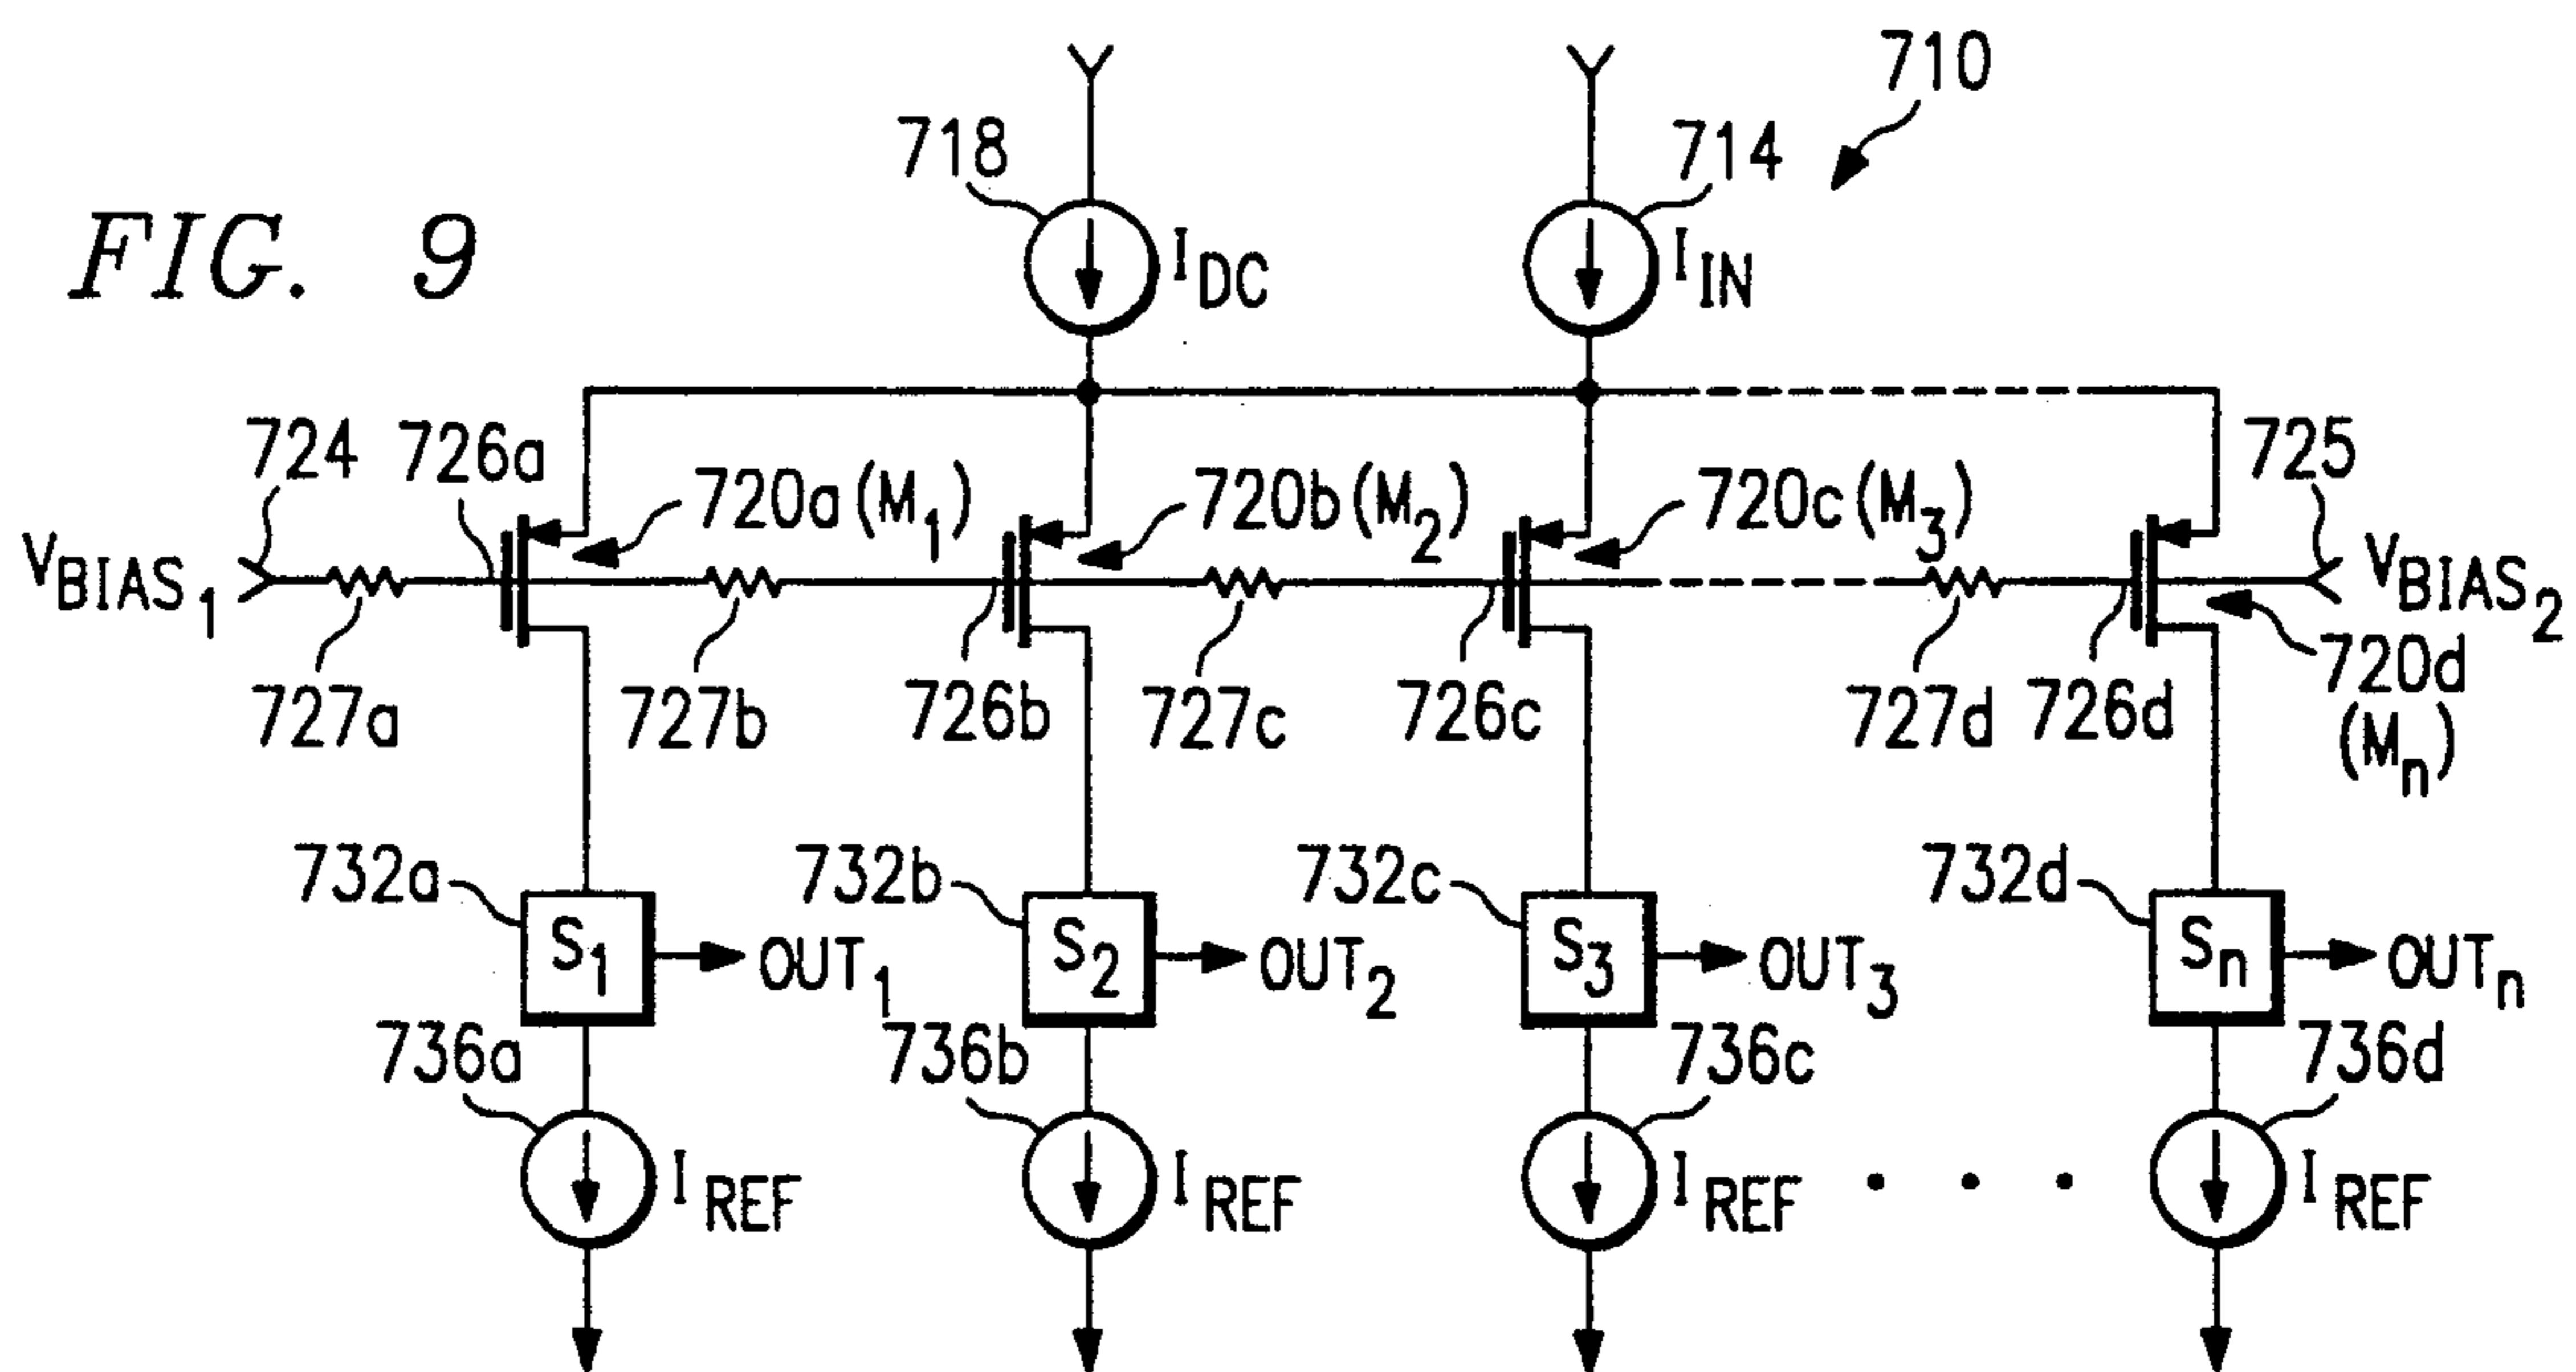 FIG. 9
710
718
714
I_DC
I_IN
724
726a
720a (M_1)
720b (M_2)
720c (M_3)
725
V_BIAS_1
V_BIAS_2
727a
727b
726b
727c
726c
727d
726d
720d
(M_n)
732a
732b
732c
732d
S_1
OUT_1
S_2
OUT_2
S_3
OUT_3
S_n
OUT_n
736a
736b
736c
736d
I_REF
I_REF
I_REF
. . .
I_REF